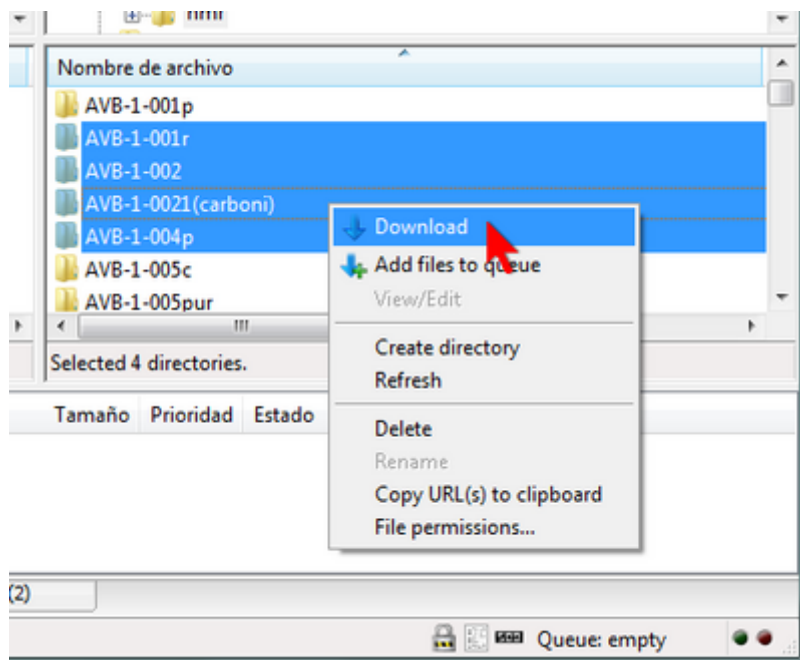 nmr
Nombre de archivo
AVB-1-001p
AVB-1-001r
AVB-1-002
AVB-1-0021(carboni)
AVB-1-004p
AVB-1-005c
AVB-1-005pur
Selected 4 directories.
Download
Add files to queue
View/Edit
Create directory
Refresh
Delete
Rename
Copy URL(s) to clipboard
File permissions...
Tamaño Prioridad Estado
(2)
Queue: empty